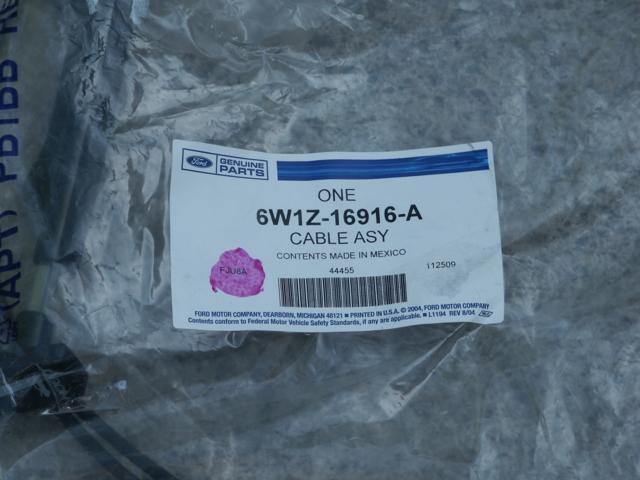 Ford
GENUINE
PARTS
ONE
6W1Z-16916-A
CABLE ASY
CONTENTS MADE IN MEXICO
FJU8A
44455
112509
FORD MOTOR COMPANY, DEARBORN, MICHIGAN 48121 ■ PRINTED IN U.S.A. © 2004, FORD MOTOR COMPANY
Contents conform to Federal Motor Vehicle Safety Standards, if any are applicable. ■ L1194 REV 8/04